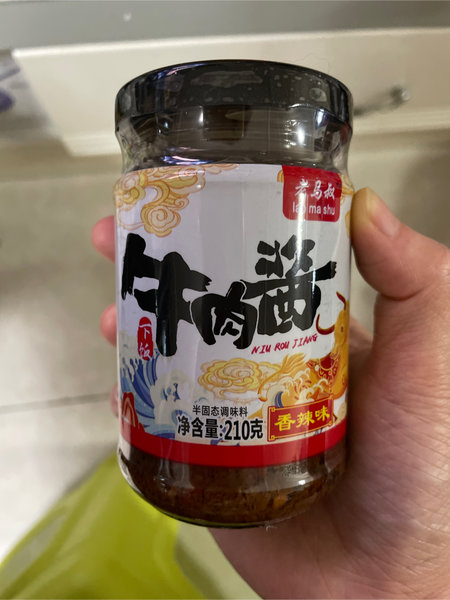 老马叔
lao ma shu
牛肉酱
下饭
NIU ROU JIANG
半固态调味料
净含量:210克
香辣味